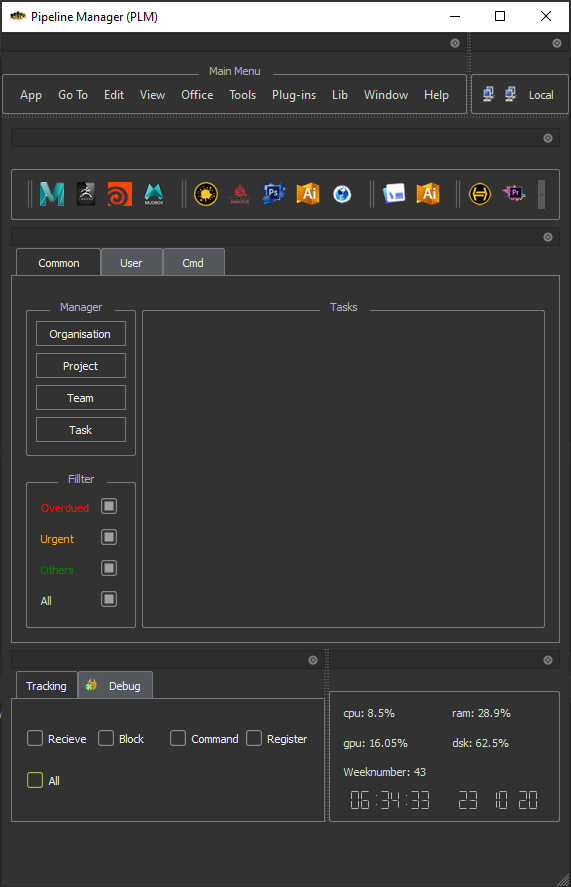 Pipeline Manager (PLM)
Main Menu
App Go To Edit View Office Tools Plug-ins Lib Window Help
Local
MUDBOX Ps Ai Ai Pr
Common User Cmd
Manager
Organisation
Project
Team
Task
Tasks
Fillter
Overdued
Urgent
Others
All
Tracking Debug
Recieve Block Command Register
All
cpu: 8.5% ram: 28.9%
gpu: 16.05% dsk: 62.5%
Weeknumber: 43
06:34:33 23 10 20